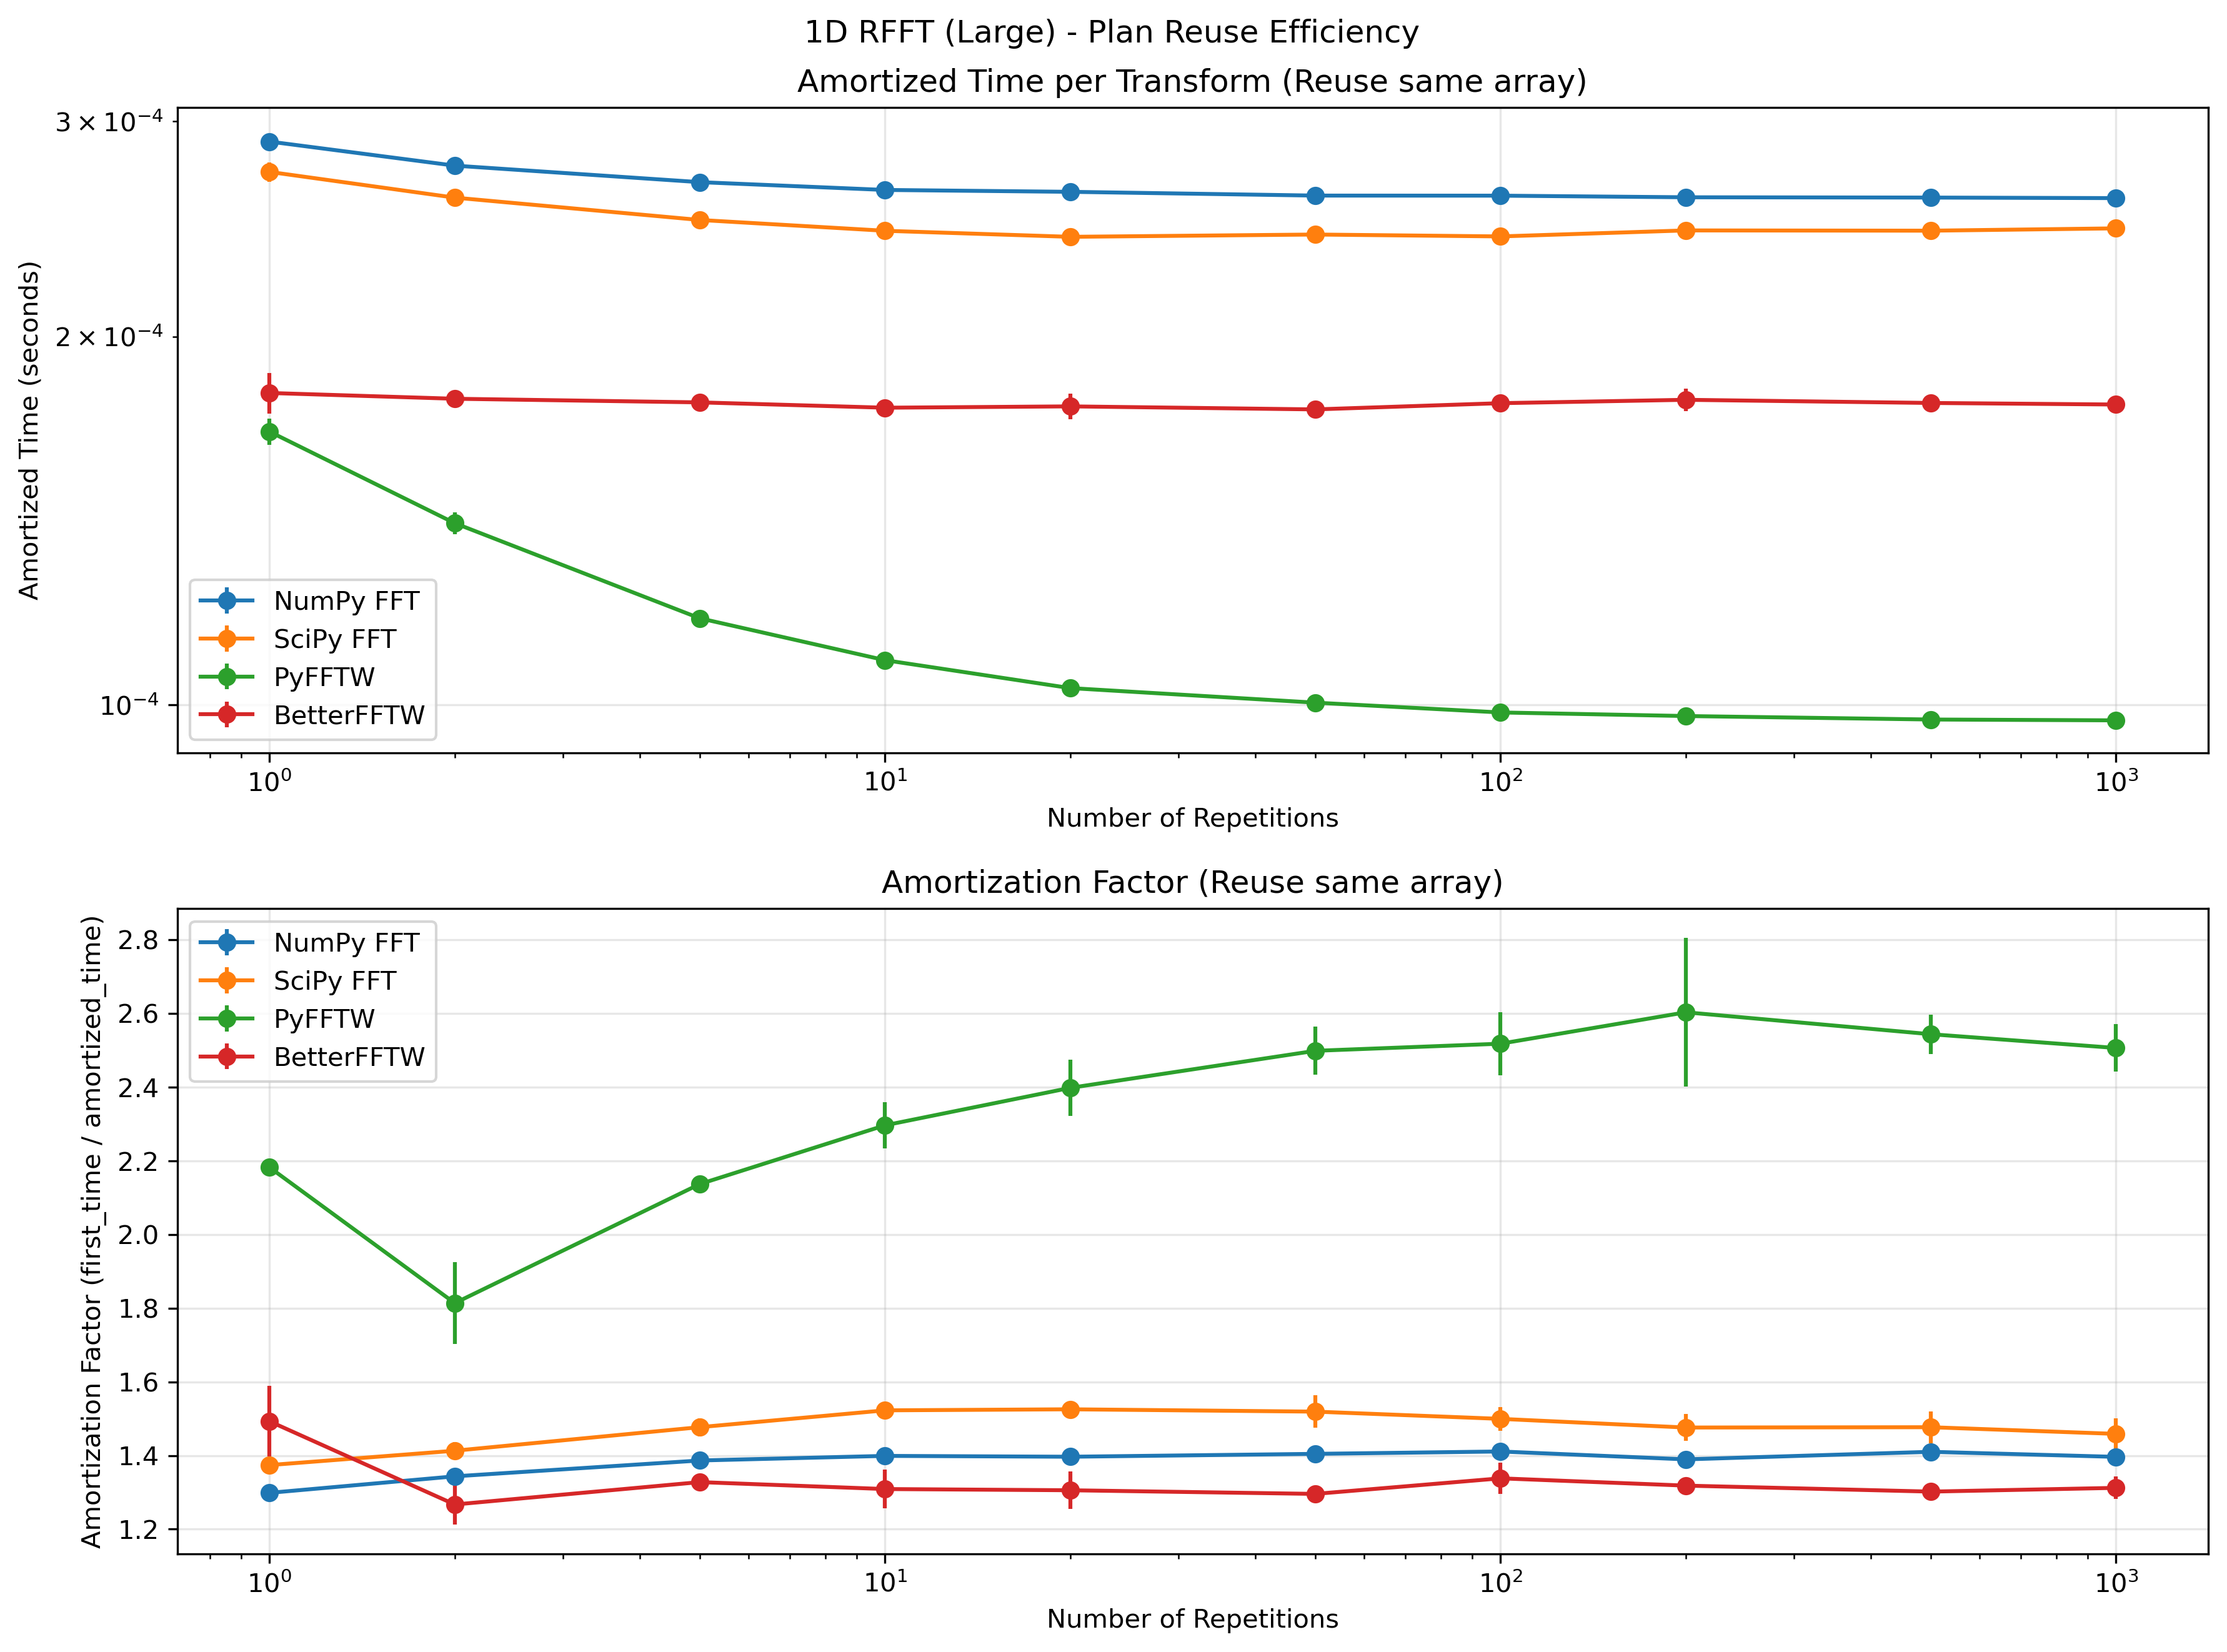 1D RFFT (Large) - Plan Reuse Efficiency
Amortized Time per Transform (Reuse same array)
Amortized Time (seconds)
3 × 10⁻⁴
2 × 10⁻⁴
10⁻⁴
NumPy FFT
SciPy FFT
PyFFTW
BetterFFTW
10⁰ 10¹ 10² 10³
Number of Repetitions
Amortization Factor (Reuse same array)
Amortization Factor (first_time / amortized_time)
2.8
2.6
2.4
2.2
2.0
1.8
1.6
1.4
1.2
NumPy FFT
SciPy FFT
PyFFTW
BetterFFTW
10⁰ 10¹ 10² 10³
Number of Repetitions